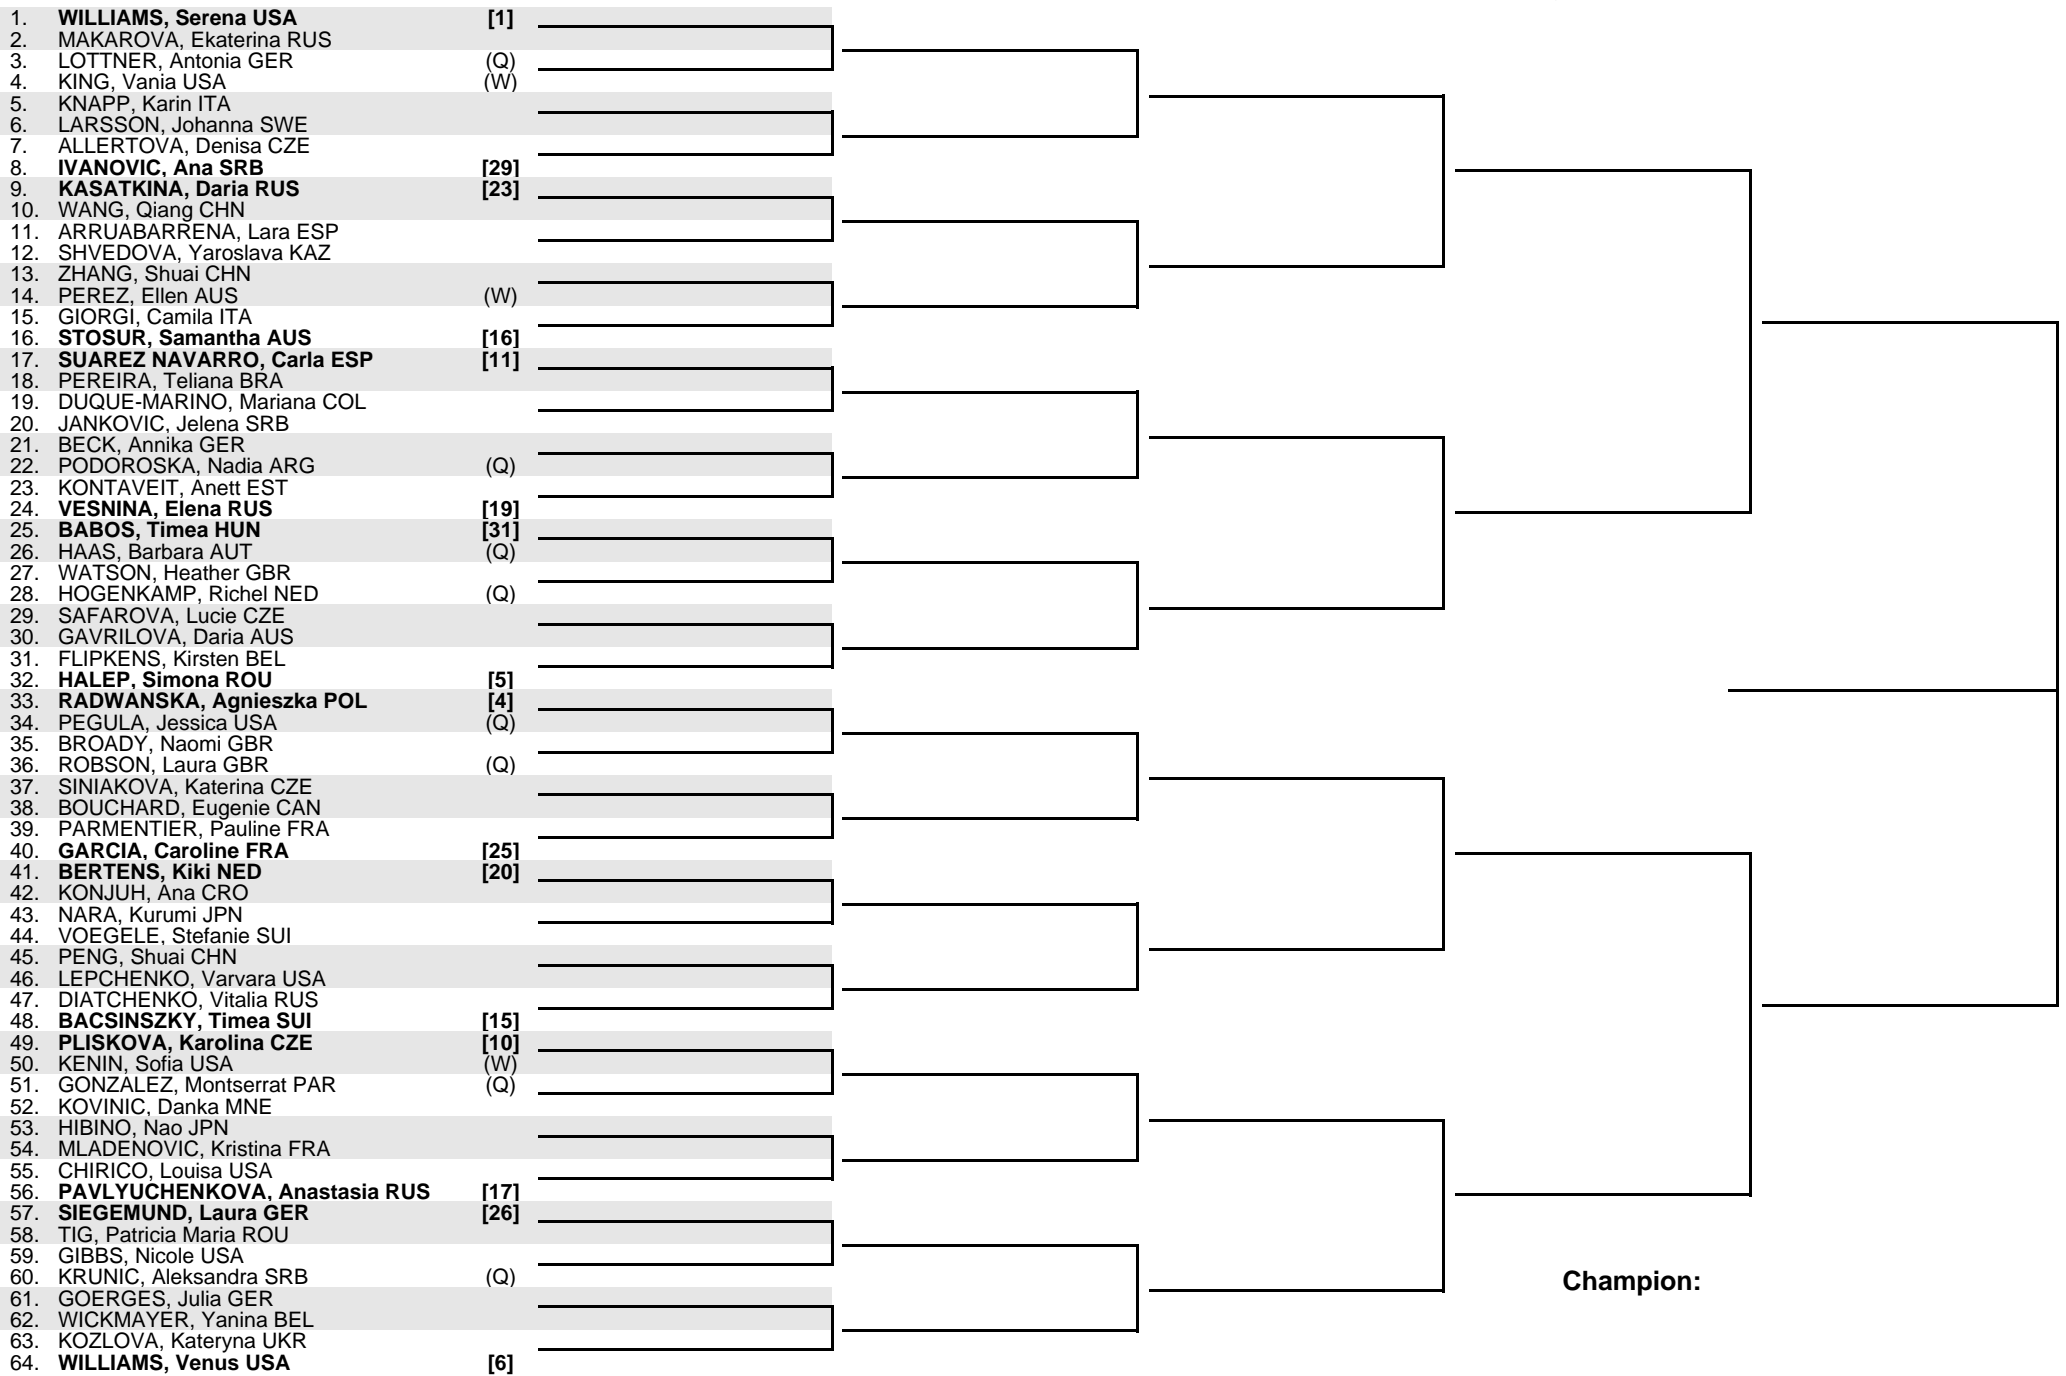 1. WILLIAMS, Serena USA [1]
2. MAKAROVA, Ekaterina RUS
3. LOTTNER, Antonia GER (Q)
4. KING, Vania USA (W)
5. KNAPP, Karin ITA
6. LARSSON, Johanna SWE
7. ALLERTOVA, Denisa CZE
8. IVANOVIC, Ana SRB [29]
9. KASATKINA, Daria RUS [23]
10. WANG, Qiang CHN
11. ARRUABARRENA, Lara ESP
12. SHVEDOVA, Yaroslava KAZ
13. ZHANG, Shuai CHN
14. PEREZ, Ellen AUS (W)
15. GIORGI, Camila ITA
16. STOSUR, Samantha AUS [16]
17. SUAREZ NAVARRO, Carla ESP [11]
18. PEREIRA, Teliana BRA
19. DUQUE-MARINO, Mariana COL
20. JANKOVIC, Jelena SRB
21. BECK, Annika GER
22. PODOROSKA, Nadia ARG (Q)
23. KONTAVEIT, Anett EST
24. VESNINA, Elena RUS [19]
25. BABOS, Timea HUN [31]
26. HAAS, Barbara AUT (Q)
27. WATSON, Heather GBR
28. HOGENKAMP, Richel NED (Q)
29. SAFAROVA, Lucie CZE
30. GAVRILOVA, Daria AUS
31. FLIPKENS, Kirsten BEL
32. HALEP, Simona ROU [5]
33. RADWANSKA, Agnieszka POL [4]
34. PEGULA, Jessica USA (Q)
35. BROADY, Naomi GBR
36. ROBSON, Laura GBR (Q)
37. SINIAKOVA, Katerina CZE
38. BOUCHARD, Eugenie CAN
39. PARMENTIER, Pauline FRA
40. GARCIA, Caroline FRA [25]
41. BERTENS, Kiki NED [20]
42. KONJUH, Ana CRO
43. NARA, Kurumi JPN
44. VOEGELE, Stefanie SUI
45. PENG, Shuai CHN
46. LEPCHENKO, Varvara USA
47. DIATCHENKO, Vitalia RUS
48. BACSINSZKY, Timea SUI [15]
49. PLISKOVA, Karolina CZE [10]
50. KENIN, Sofia USA (W)
51. GONZALEZ, Montserrat PAR (Q)
52. KOVINIC, Danka MNE
53. HIBINO, Nao JPN
54. MLADENOVIC, Kristina FRA
55. CHIRICO, Louisa USA
56. PAVLYUCHENKOVA, Anastasia RUS [17]
57. SIEGEMUND, Laura GER [26]
58. TIG, Patricia Maria ROU
59. GIBBS, Nicole USA
60. KRUNIC, Aleksandra SRB (Q)
61. GOERGES, Julia GER
62. WICKMAYER, Yanina BEL
63. KOZLOVA, Kateryna UKR
64. WILLIAMS, Venus USA [6]
Champion: